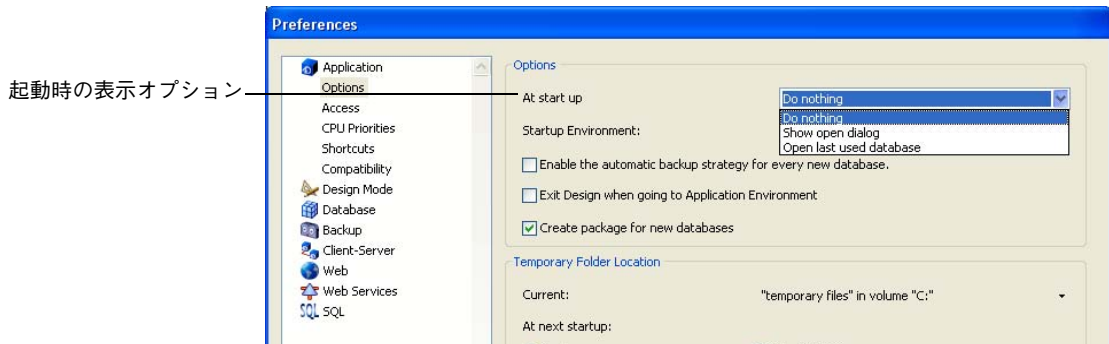 Preferences
起動時の表示オプション
Application
Options
Access
CPU Priorities
Shortcuts
Compatibility
Design Mode
Database
Backup
Client-Server
Web
Web Services
SQL SQL
Options
At start up
Do nothing
Do nothing
Show open dialog
Open last used database
Startup Environment:
Enable the automatic backup strategy for every new database.
Exit Design when going to Application Environment
Create package for new databases
Temporary Folder Location
Current: "temporary files" in volume "C:"
At next startup: